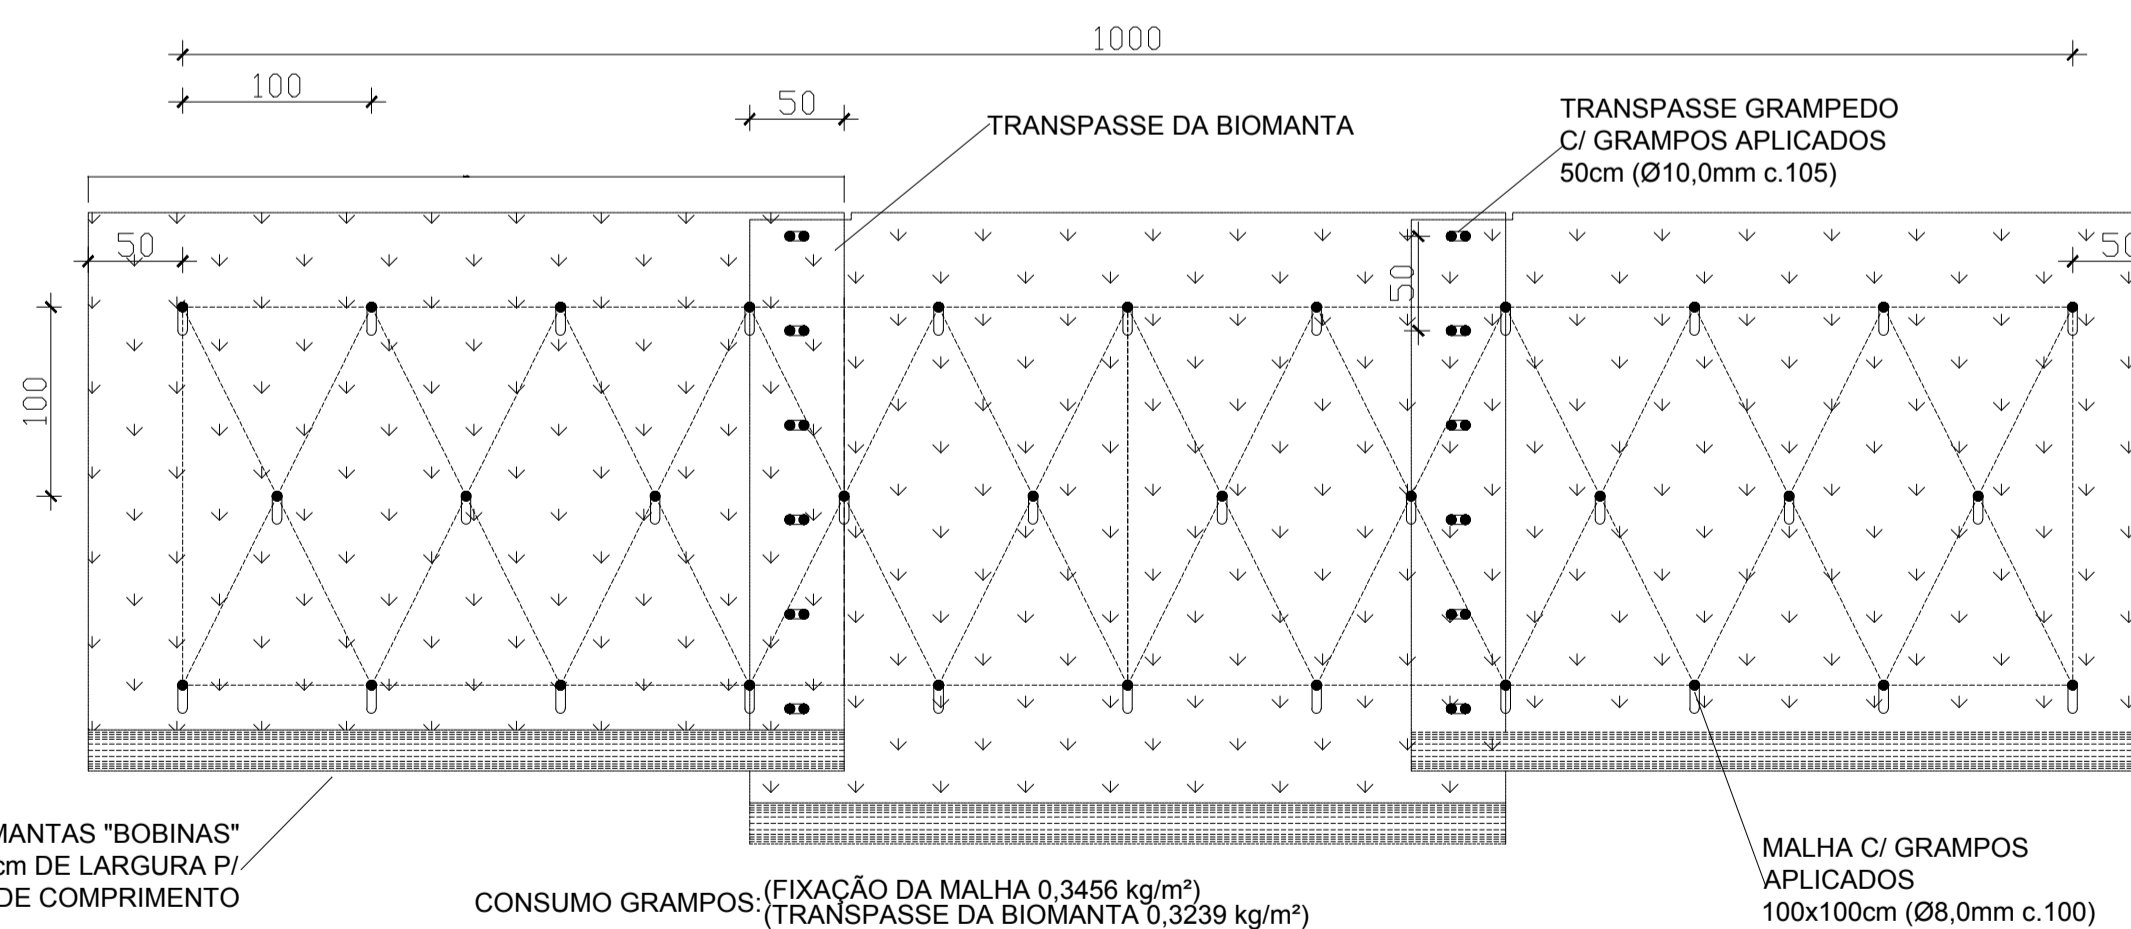 1000
100
50
TRANSPASSE DA BIOMANTA
TRANSPASSE GRAMPEDO
C/ GRAMPOS APLICADOS
50cm (Ø10,0mm c.105)
50
50
50
100
MANTAS "BOBINAS"
cm DE LARGURA P/
DE COMPRIMENTO
CONSUMO GRAMPOS:
(FIXAÇÃO DA MALHA 0,3456 kg/m²)
(TRANSPASSE DA BIOMANTA 0,3239 kg/m²)
MALHA C/ GRAMPOS
APLICADOS
100x100cm (Ø8,0mm c.100)